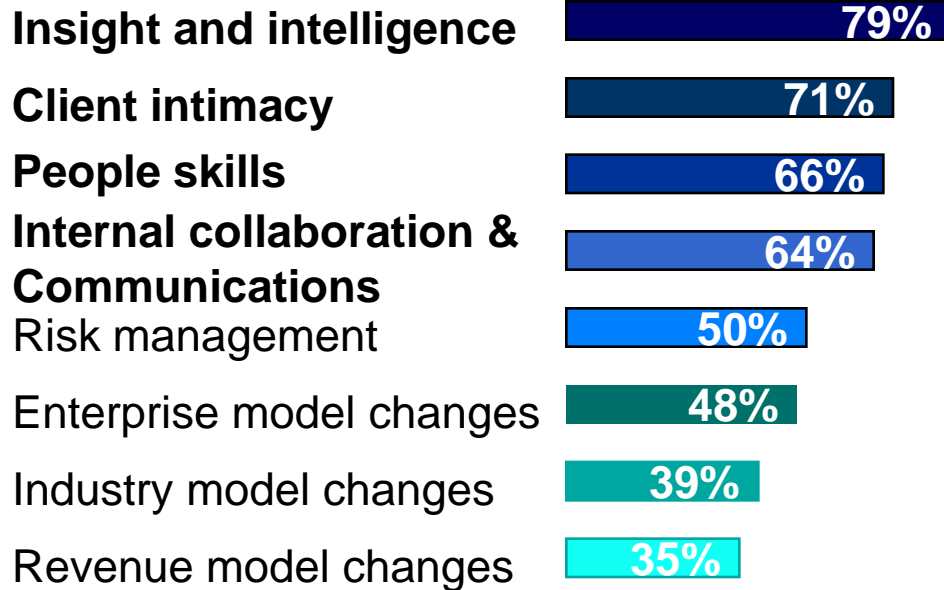 Insight and intelligence 79%
Client intimacy 71%
People skills 66%
Internal collaboration & 64%
Communications
Risk management 50%
Enterprise model changes 48%
Industry model changes 39%
Revenue model changes 35%